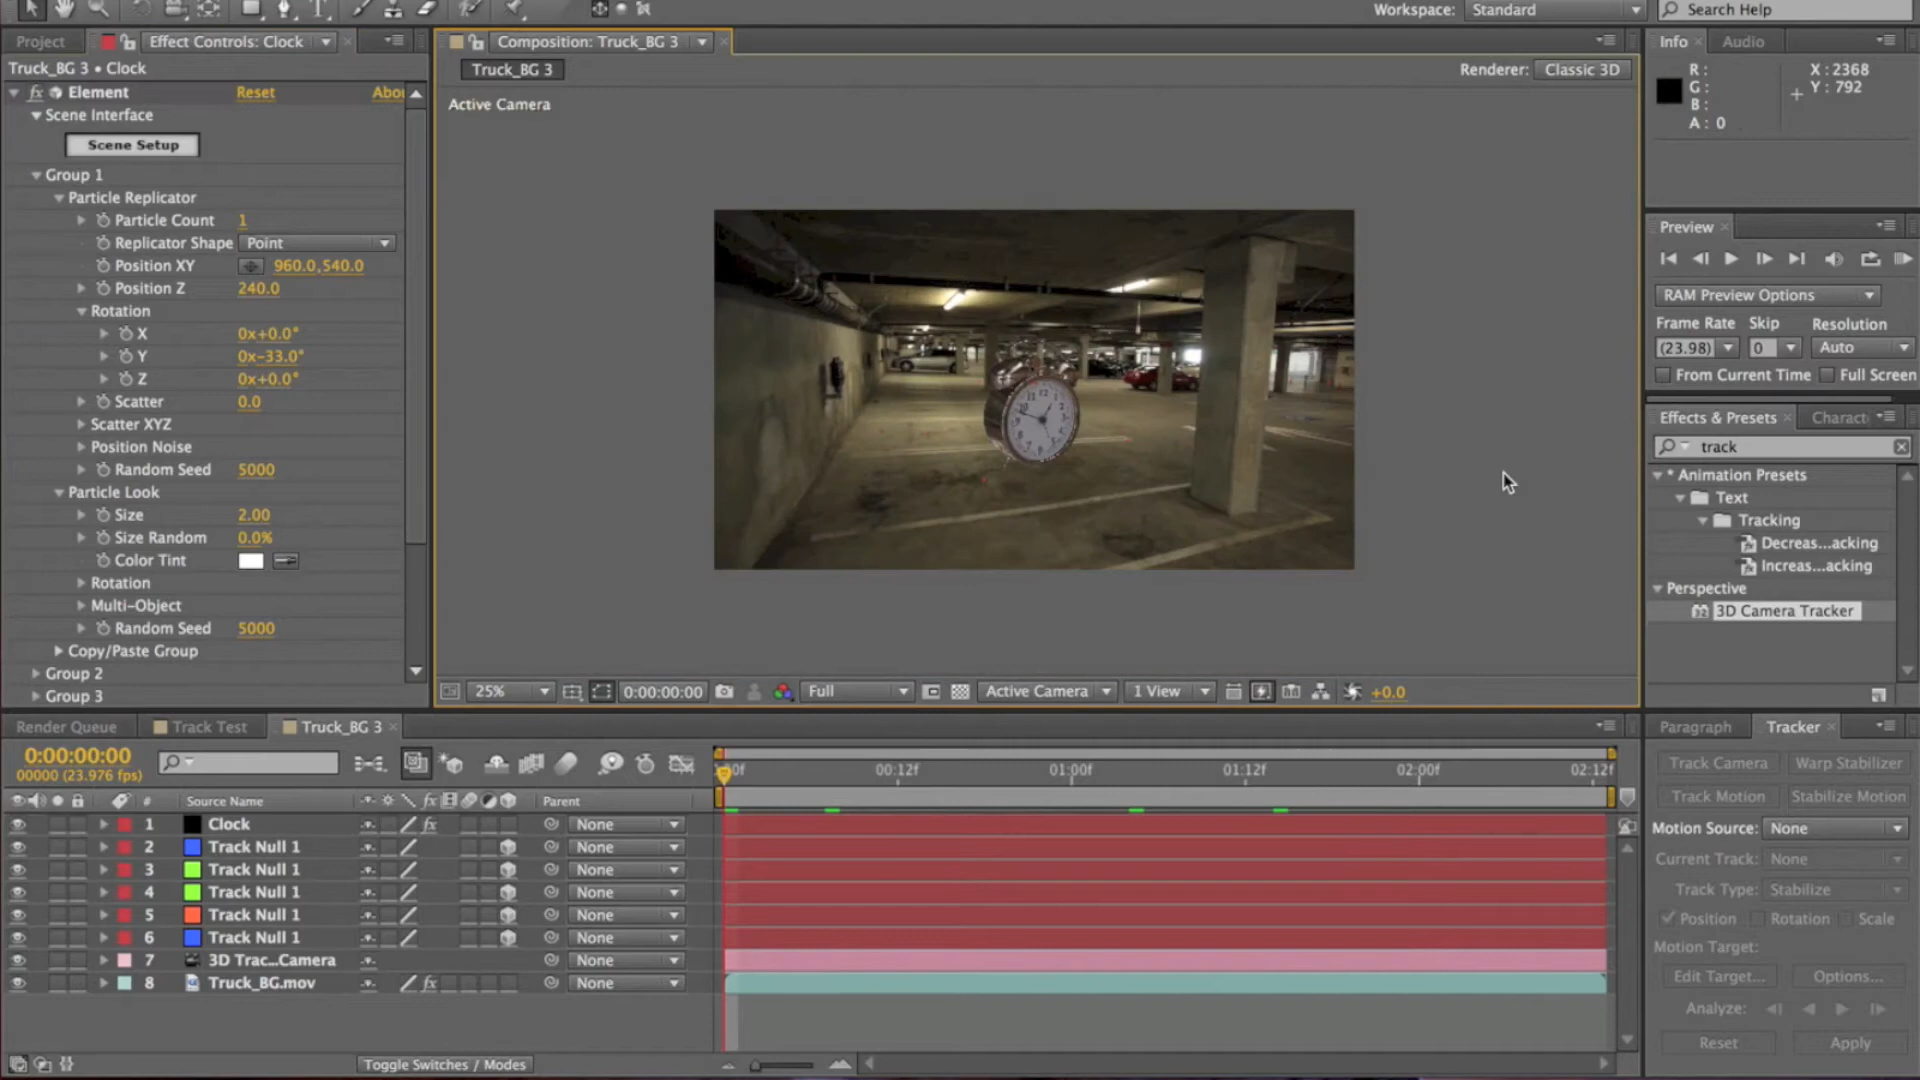 Workspace: Standard Search Help
Project Effect Controls: Clock
Truck_BG 3 • Clock
fx Element Reset Abou
Scene Interface
Scene Setup
Group 1
Particle Replicator
Particle Count 1
Replicator Shape Point
Position XY 960.0,540.0
Position Z 240.0
Rotation
X 0x+0.0°
Y 0x-33.0°
Z 0x+0.0°
Scatter 0.0
Scatter XYZ
Position Noise
Random Seed 5000
Particle Look
Size 2.00
Size Random 0.0%
Color Tint
Rotation
Multi-Object
Random Seed 5000
Copy/Paste Group
Group 2
Group 3
Composition: Truck_BG 3
Truck_BG 3
Renderer: Classic 3D
Active Camera
25% 0:00:00:00 Full Active Camera 1 View +0.0
Info Audio
R: X:2368
G: Y: 792
B:
A: 0
Preview
RAM Preview Options
Frame Rate Skip Resolution
(23.98) 0 Auto
From Current Time Full Screen
Effects & Presets Charact
track
* Animation Presets
Text
Tracking
Decreas...acking
Increas...acking
Perspective
3D Camera Tracker
Render Queue Track Test Truck_BG 3
0:00:00:00
00000 (23.976 fps)
# Source Name fx Parent
1 Clock fx None
2 Track Null 1 None
3 Track Null 1 None
4 Track Null 1 None
5 Track Null 1 None
6 Track Null 1 None
7 3D Trac...Camera None
8 Truck_BG.mov fx None
Toggle Switches / Modes
00f 00:12f 01:00f 01:12f 02:00f 02:12f
Paragraph Tracker
Track Camera Warp Stabilizer
Track Motion Stabilize Motion
Motion Source: None
Current Track: None
Track Type: Stabilize
Position Rotation Scale
Motion Target:
Edit Target... Options...
Analyze:
Reset Apply